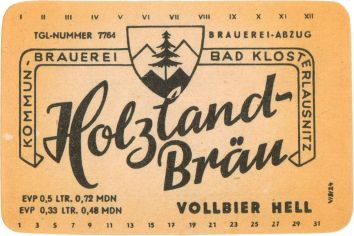 I II III IV V VI VII VIII IX X XI XII
TGL-NUMMER 7764 BRAUEREI-ABZUG
KOMMUN.-BRAUEREI BAD KLOSTERLAUSNITZ
Holzland-
Bräu
EVP 0,5 LTR. 0,72 MDN
EVP 0,33 LTR. 0,48 MDN
VOLLBIER HELL
1 3 5 7 9 11 13 15 17 19 21 23 25 27 29 31